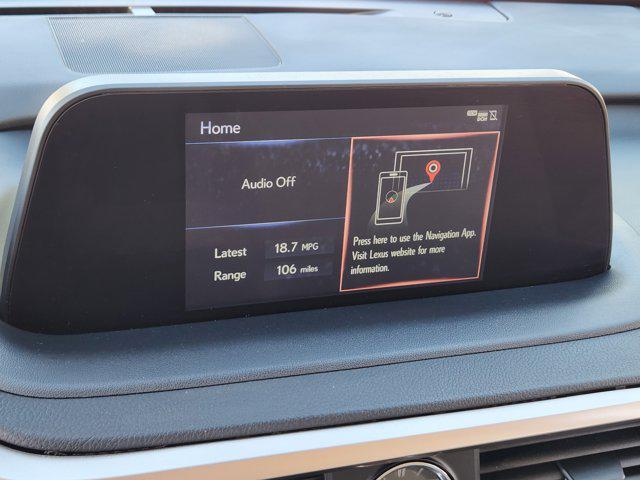 Home
Audio Off
Latest 18.7 MPG
Range 106 miles
Press here to use the Navigation App.
Visit Lexus website for more
information.